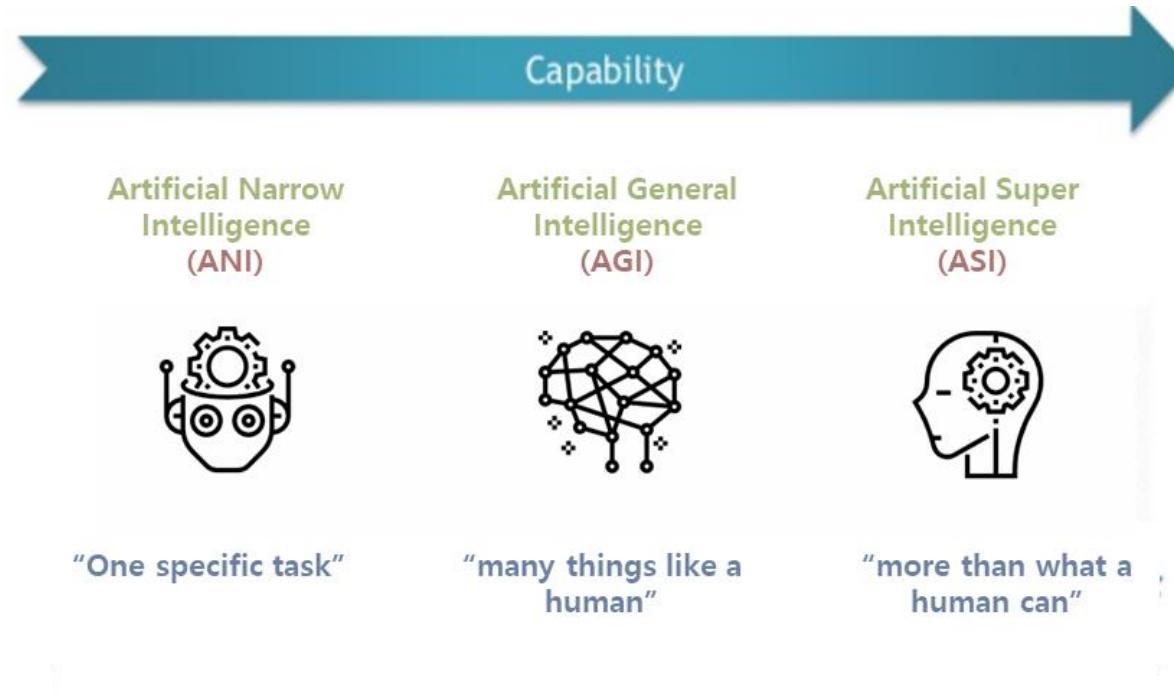 Capability
Artificial Narrow
Intelligence
(ANI)
Artificial General
Intelligence
(AGI)
Artificial Super
Intelligence
(ASI)
“One specific task”
“many things like a
human”
“more than what a
human can”